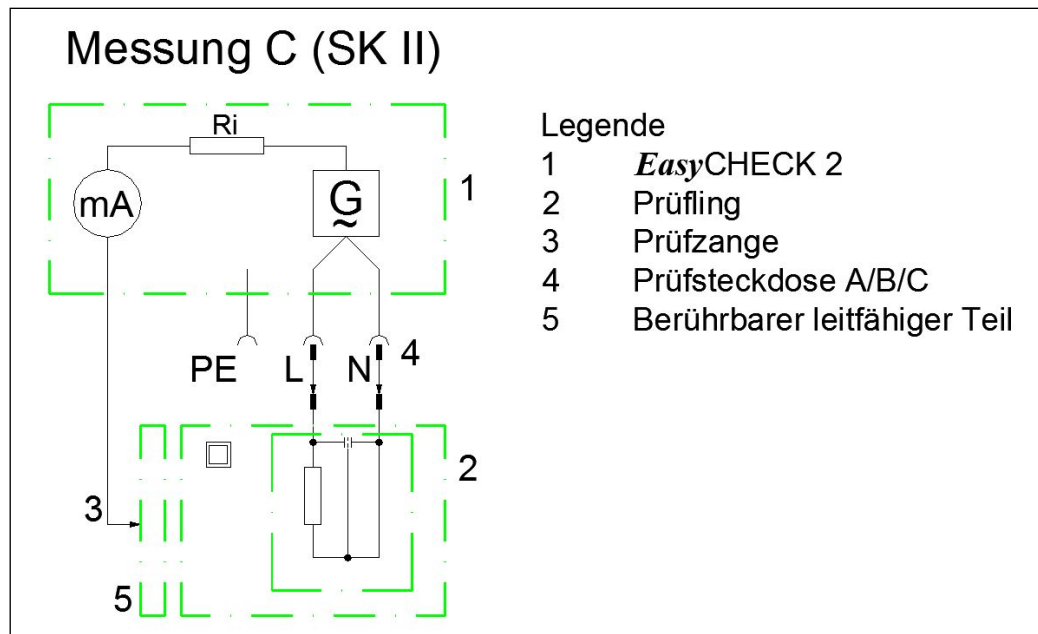 Messung C (SK II)
Ri
mA
G
~
1
PE
L
N
4
2
3
5
Legende
1 EasyCHECK 2
2 Prüfling
3 Prüfzange
4 Prüfsteckdose A/B/C
5 Berührbarer leitfähiger Teil